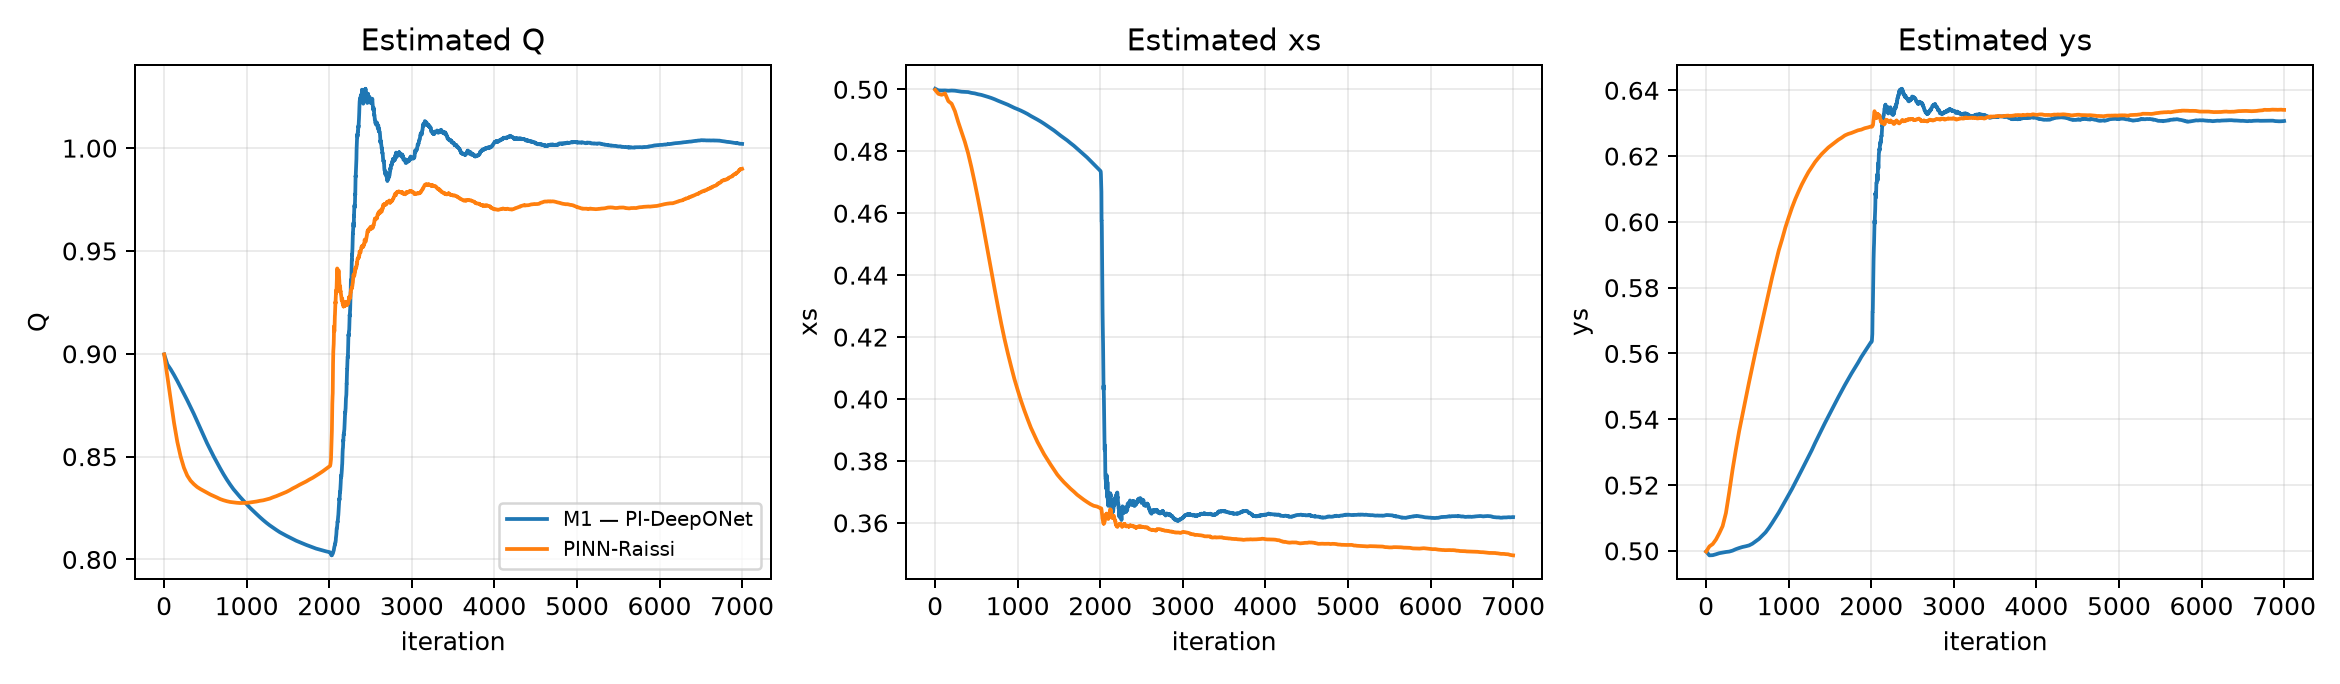 Estimated Q
1.00
0.95
0.90
0.85
0.80
Q
0 1000 2000 3000 4000 5000 6000 7000
iteration
M1 — PI-DeepONet
PINN-Raissi
Estimated xs
0.50
0.48
0.46
0.44
0.42
0.40
0.38
0.36
xs
0 1000 2000 3000 4000 5000 6000 7000
iteration
Estimated ys
0.64
0.62
0.60
0.58
0.56
0.54
0.52
0.50
ys
0 1000 2000 3000 4000 5000 6000 7000
iteration